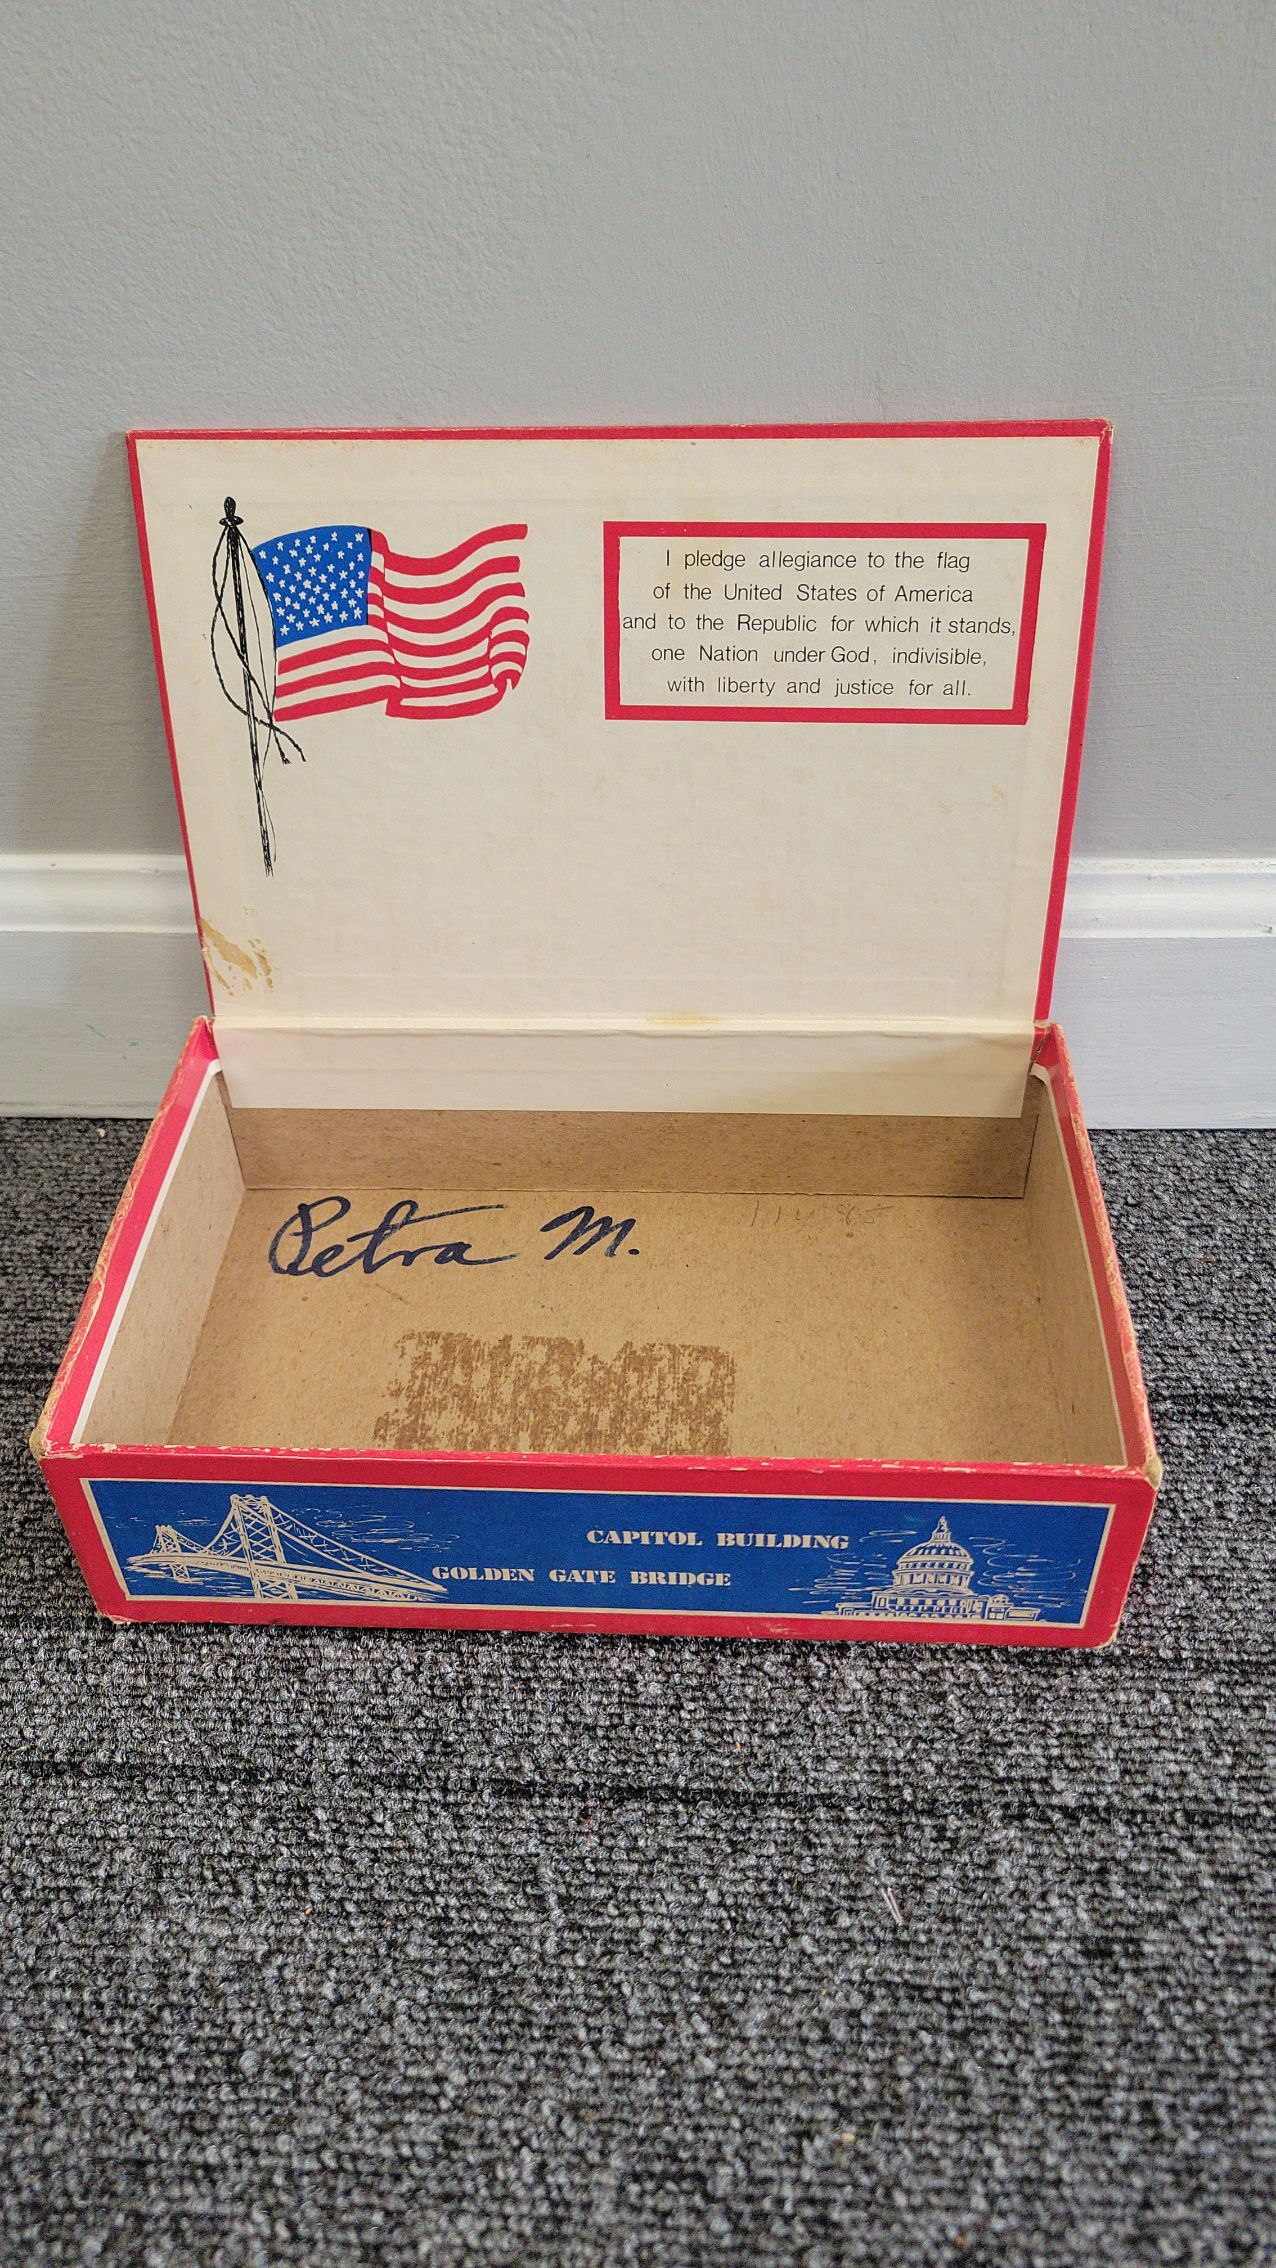 I pledge allegiance to the flag
of the United States of America
and to the Republic for which it stands,
one Nation under God, indivisible,
with liberty and justice for all.
Petra M.
CAPITOL BUILDING
GOLDEN GATE BRIDGE